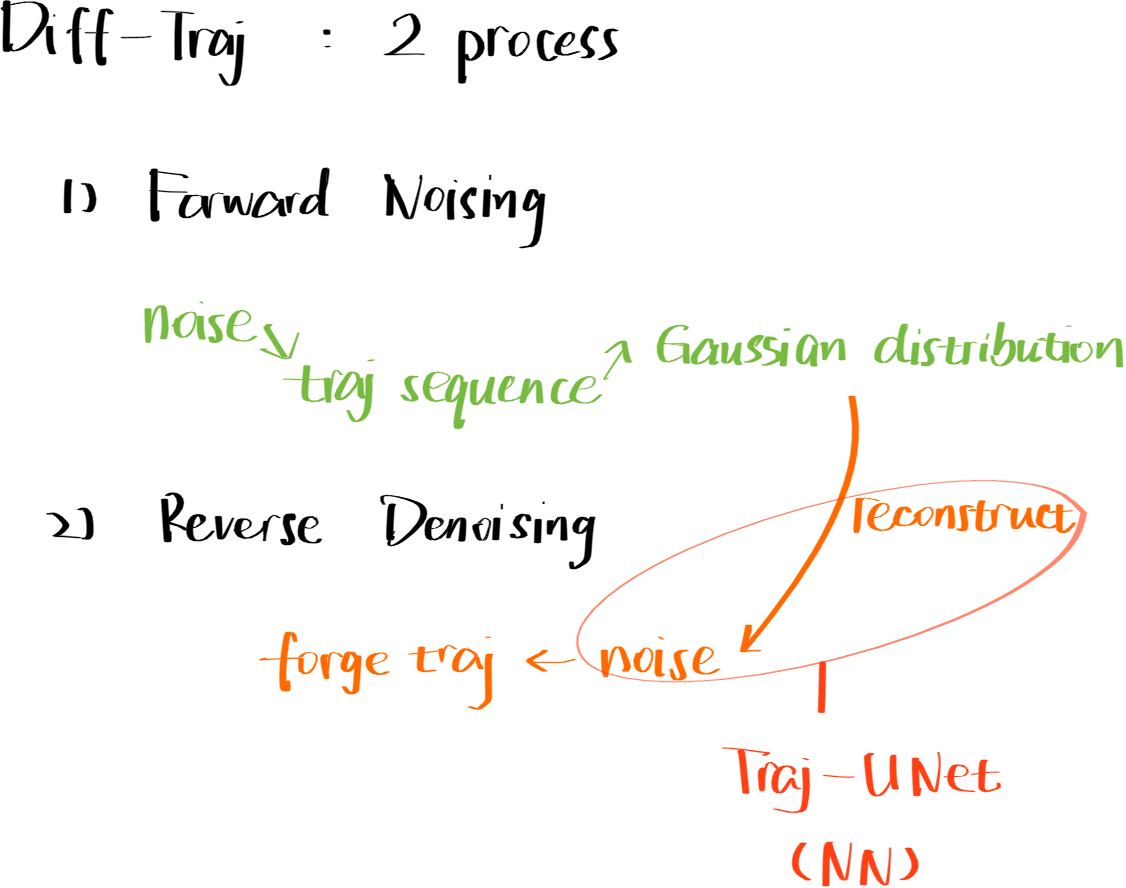 Diff-Traj : 2 process
1) Forward Noising
noise
Gaussian distribution
traj sequence
2) Reverse Denoising
reconstruct
forge traj ← noise
Traj-UNet
(NN)